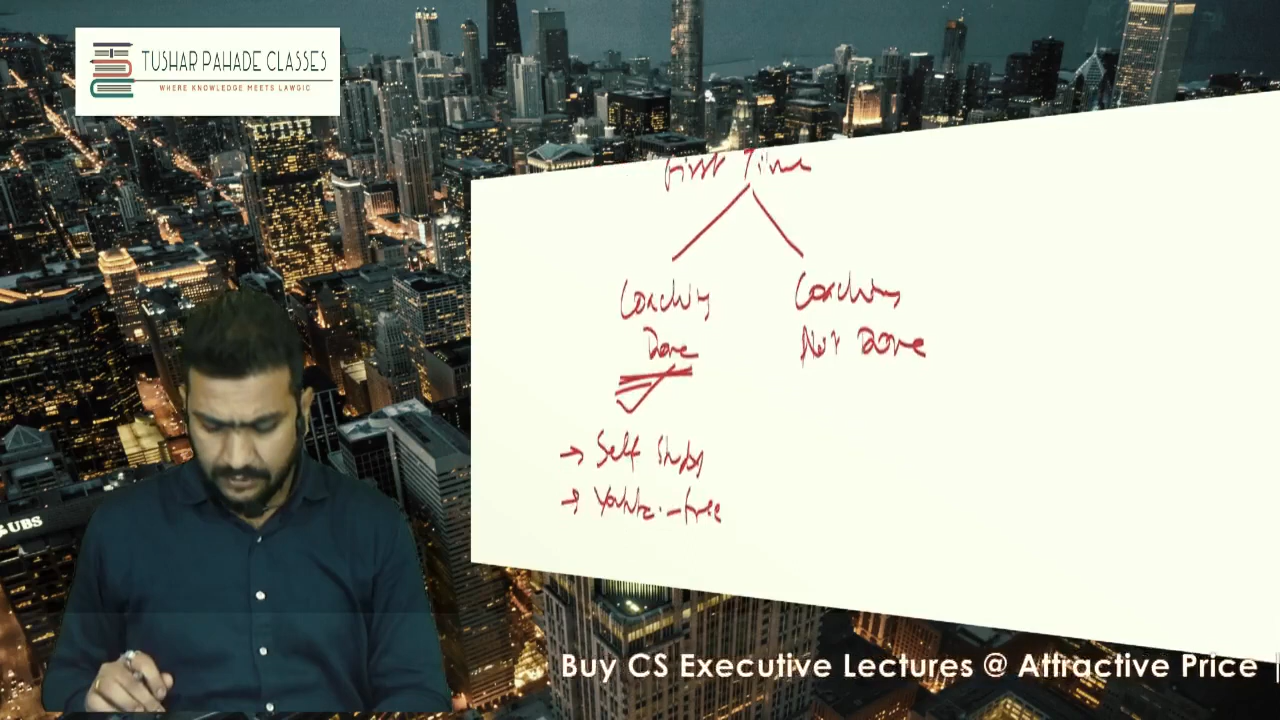 TUSHAR PAHADE CLASSES
WHERE KNOWLEDGE MEETS LAWGIC
First Time
Coaching Done
Coaching Not Done
→ Self Study
→ free
UBS
Buy CS Executive Lectures @ Attractive Price |